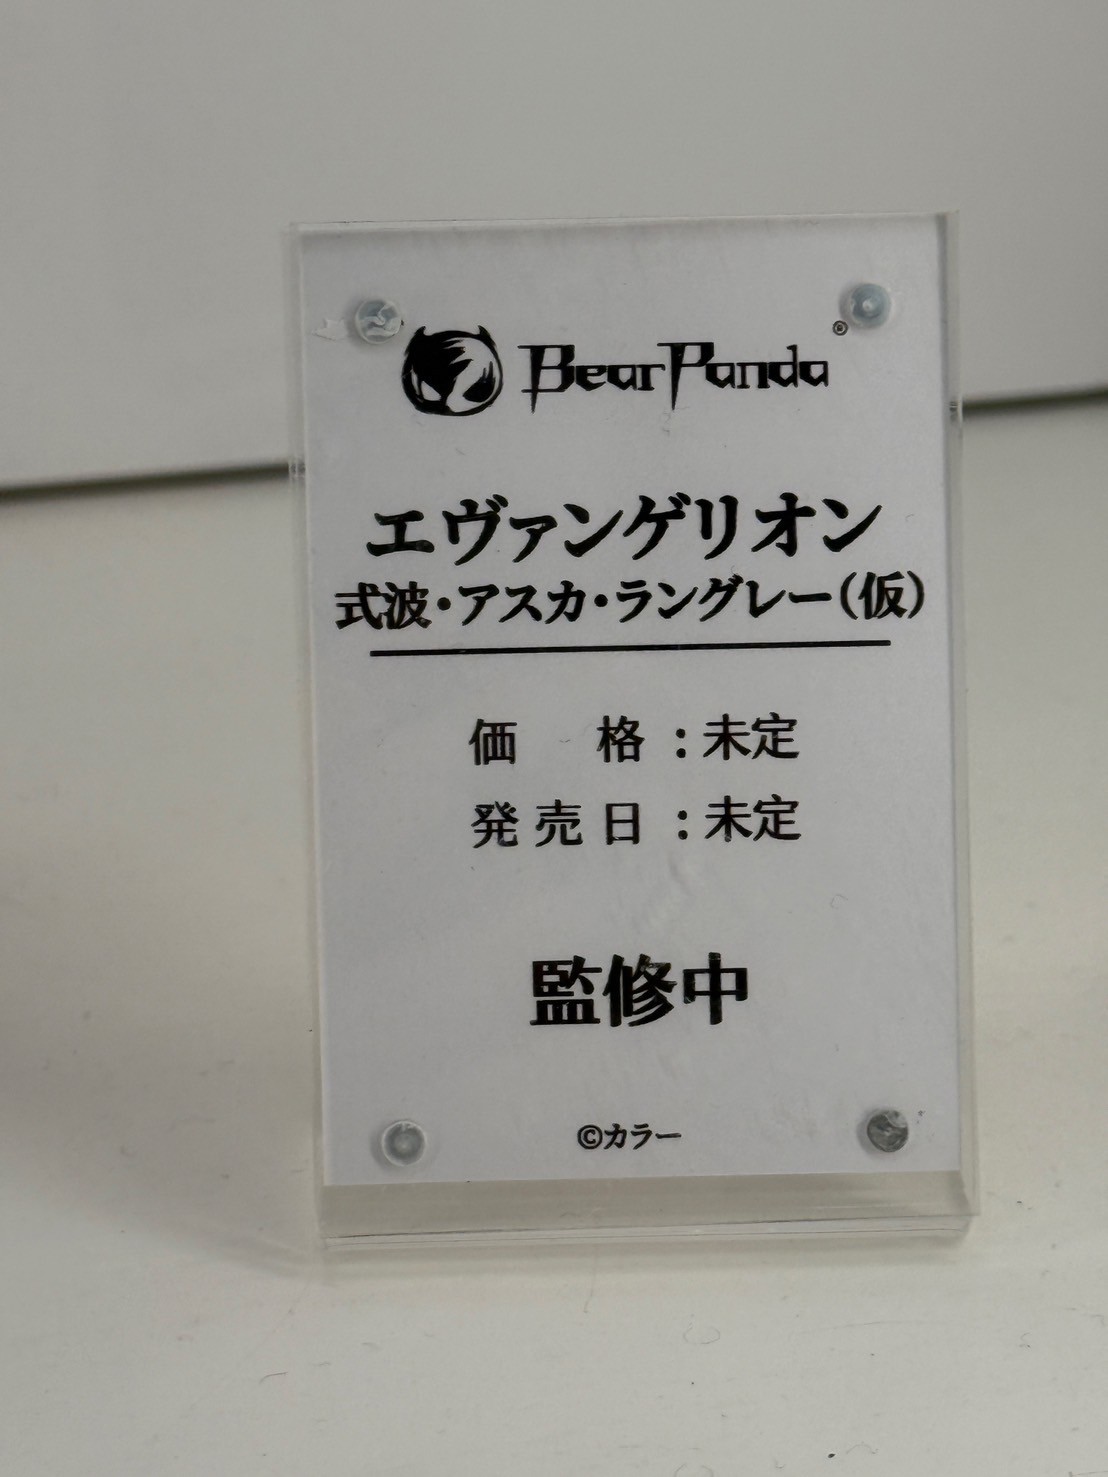 BearPanda®
エヴァンゲリオン
式波・アスカ・ラングレー(仮)
価格:未定
発売日:未定
監修中
©カラー